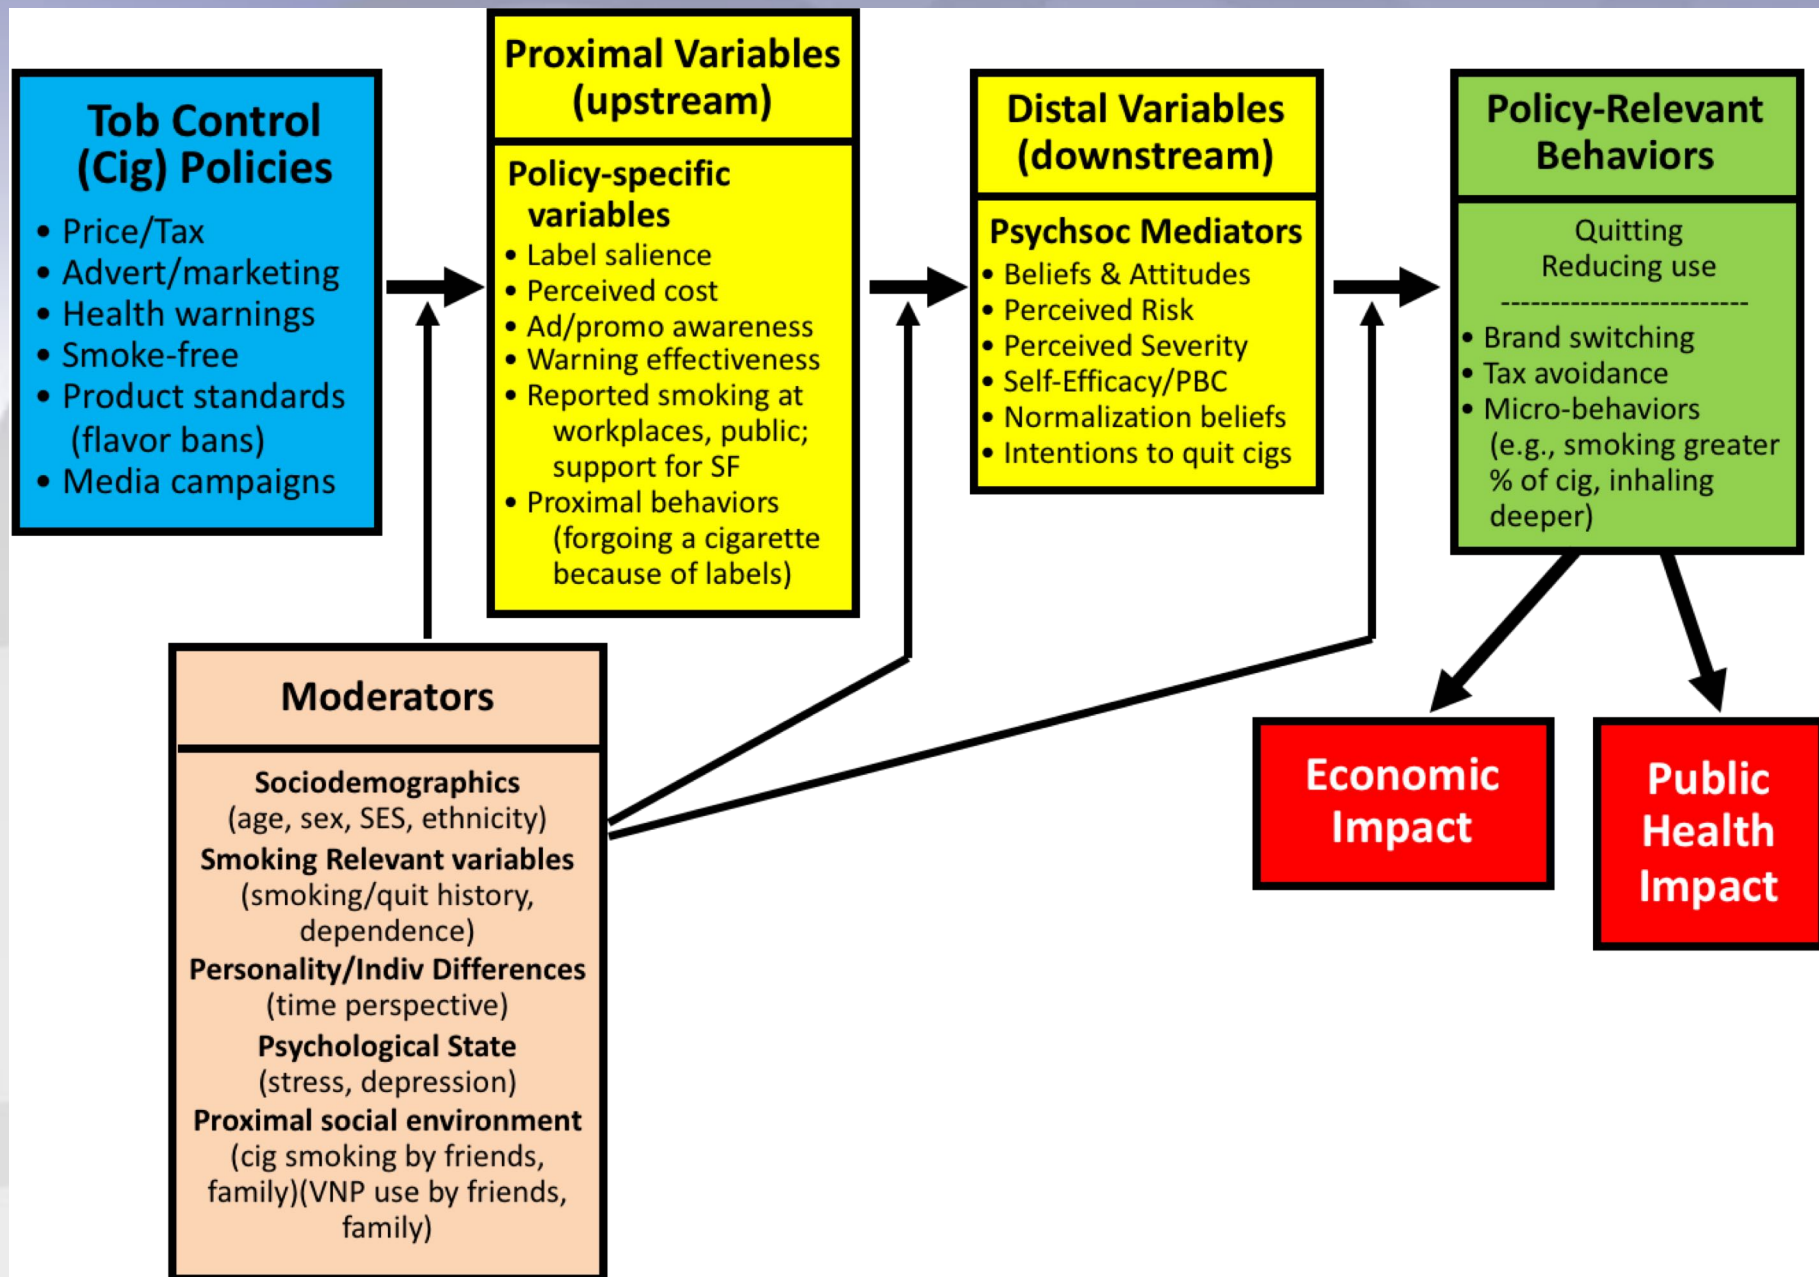 Tob Control
(Cig) Policies
• Price/Tax
• Advert/marketing
• Health warnings
• Smoke-free
• Product standards
(flavor bans)
• Media campaigns
Proximal Variables
(upstream)
Policy-specific
variables
• Label salience
• Perceived cost
• Ad/promo awareness
• Warning effectiveness
• Reported smoking at
workplaces, public;
support for SF
• Proximal behaviors
(forgoing a cigarette
because of labels)
Distal Variables
(downstream)
Psychsoc Mediators
• Beliefs & Attitudes
• Perceived Risk
• Perceived Severity
• Self-Efficacy/PBC
• Normalization beliefs
• Intentions to quit cigs
Policy-Relevant
Behaviors
Quitting
Reducing use
-------------------------
• Brand switching
• Tax avoidance
• Micro-behaviors
(e.g., smoking greater
% of cig, inhaling
deeper)
Moderators
Sociodemographics
(age, sex, SES, ethnicity)
Smoking Relevant variables
(smoking/quit history,
dependence)
Personality/Indiv Differences
(time perspective)
Psychological State
(stress, depression)
Proximal social environment
(cig smoking by friends,
family)(VNP use by friends,
family)
Economic
Impact
Public
Health
Impact